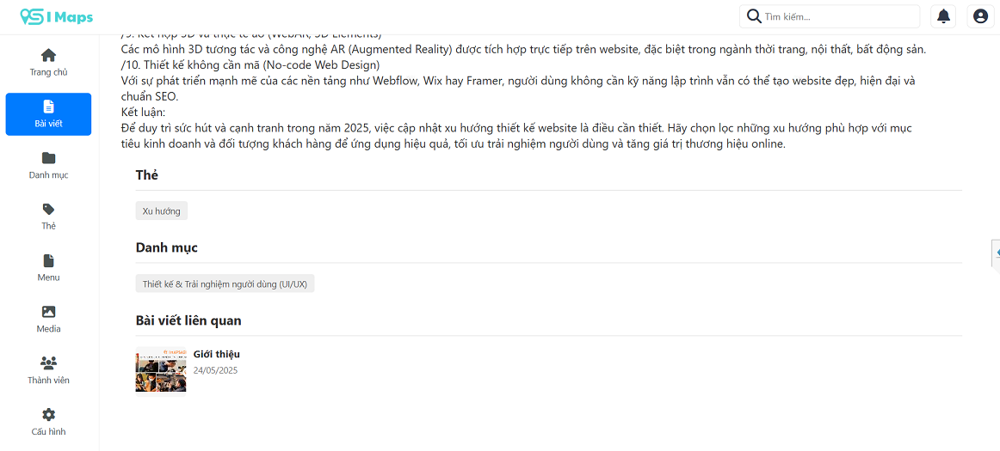 SI Maps
Tìm kiếm...
Trang chủ
Bài viết
Danh mục
Thẻ
Menu
Media
Thành viên
Cấu hình
/9. Kết hợp 3D và thực tế ảo (WebAR, 3D Elements)
Các mô hình 3D tương tác và công nghệ AR (Augmented Reality) được tích hợp trực tiếp trên website, đặc biệt trong ngành thời trang, nội thất, bất động sản.
/10. Thiết kế không cần mã (No-code Web Design)
Với sự phát triển mạnh mẽ của các nền tảng như Webflow, Wix hay Framer, người dùng không cần kỹ năng lập trình vẫn có thể tạo website đẹp, hiện đại và
chuẩn SEO.
Kết luận:
Để duy trì sức hút và cạnh tranh trong năm 2025, việc cập nhật xu hướng thiết kế website là điều cần thiết. Hãy chọn lọc những xu hướng phù hợp với mục
tiêu kinh doanh và đối tượng khách hàng để ứng dụng hiệu quả, tối ưu trải nghiệm người dùng và tăng giá trị thương hiệu online.
Thẻ
Xu hướng
Danh mục
Thiết kế & Trải nghiệm người dùng (UI/UX)
Bài viết liên quan
Giới thiệu
24/05/2025